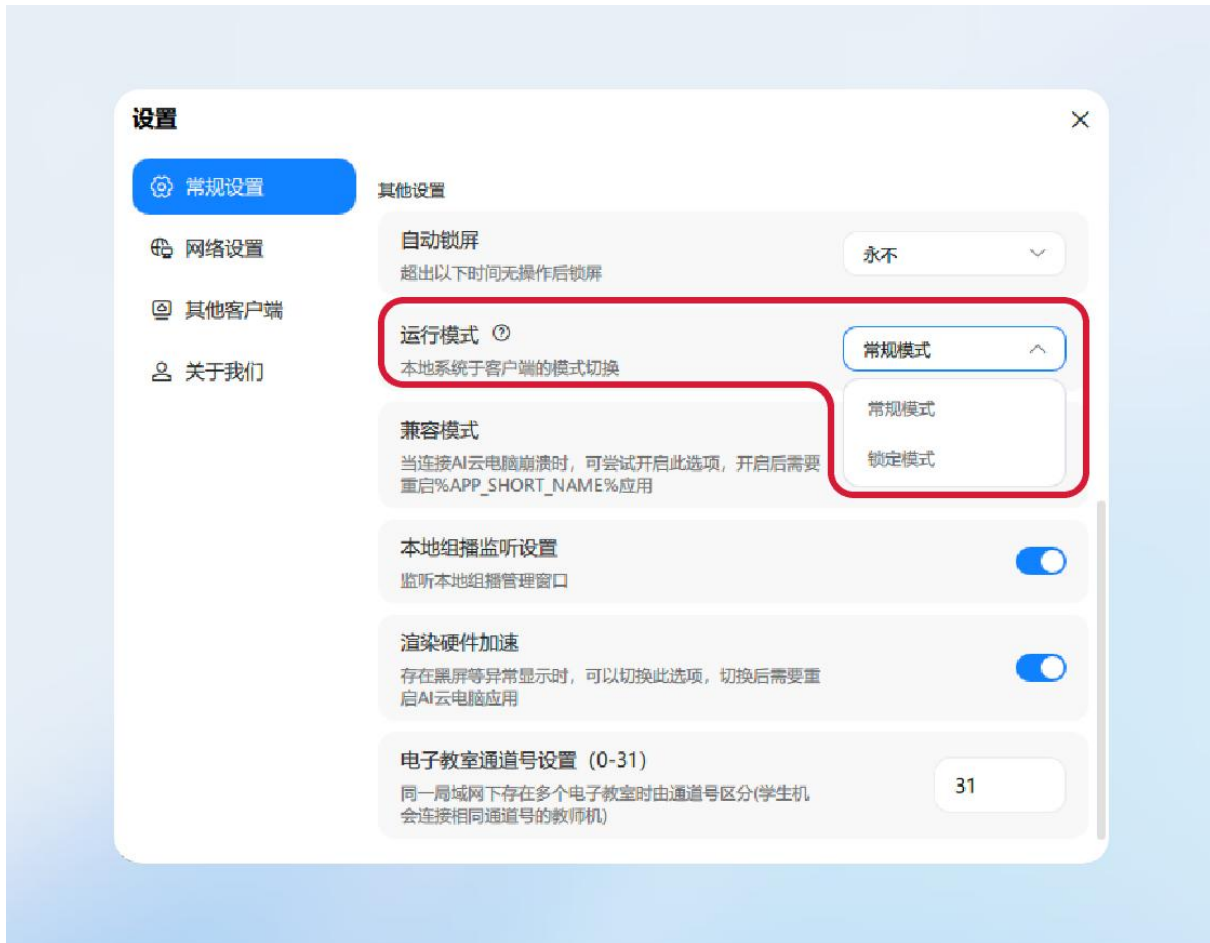 设置
常规设置
网络设置
其他客户端
关于我们
其他设置
自动锁屏
超出以下时间无操作后锁屏
永不
运行模式
本地系统于客户端的模式切换
常规模式
常规模式
锁定模式
兼容模式
当连接AI云电脑崩溃时，可尝试开启此选项，开启后需要
重启%APP_SHORT_NAME%应用
本地组播监听设置
监听本地组播管理窗口
渲染硬件加速
存在黑屏等异常显示时，可以切换此选项，切换后需要重
启AI云电脑应用
电子教室通道号设置（0-31）
同一局域网下存在多个电子教室时由通道号区分(学生机
会连接相同通道号的教师机)
31